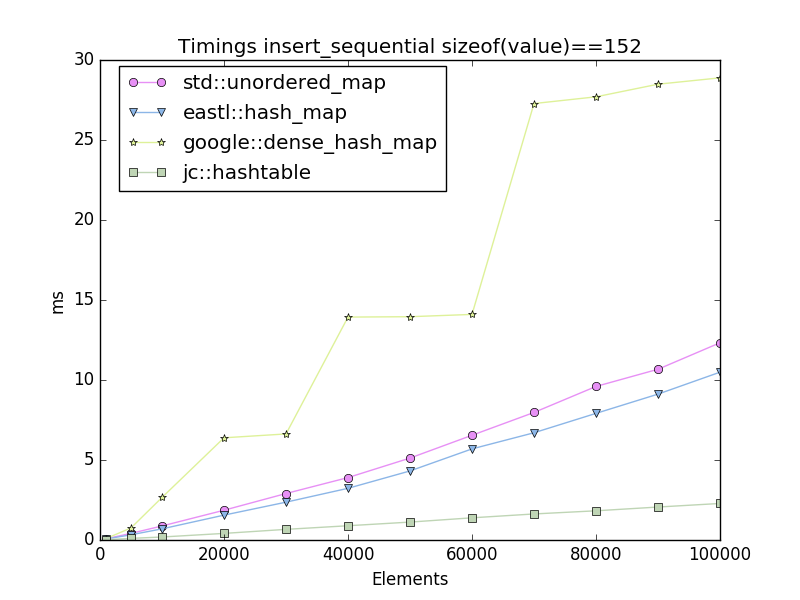 Timings insert_sequential sizeof(value)==152
30
25
20
15
10
5
0
ms
std::unordered_map
eastl::hash_map
google::dense_hash_map
jc::hashtable
0 20000 40000 60000 80000 100000
Elements